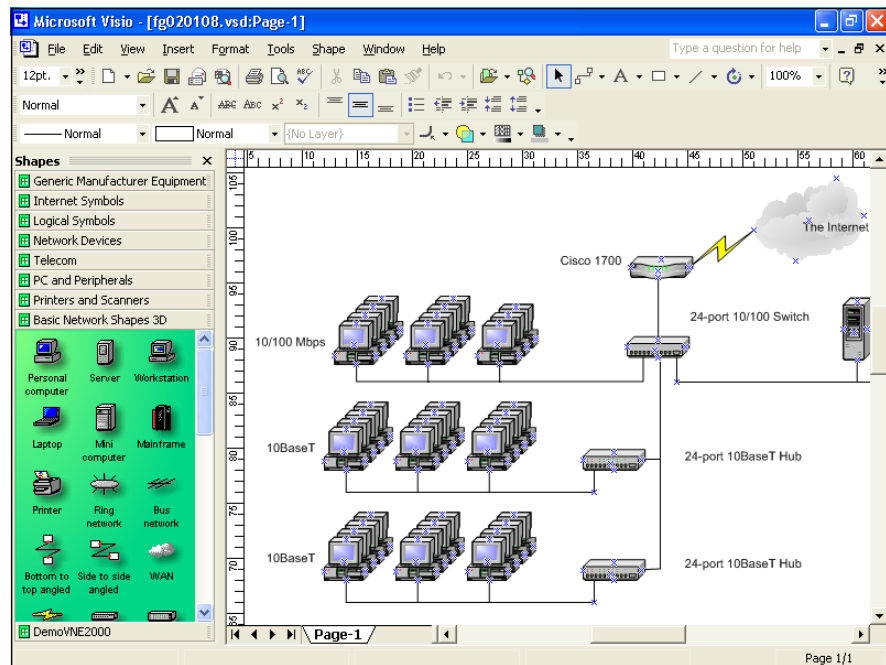 Microsoft Visio - [fg020108.vsd:Page-1]
File Edit View Insert Format Tools Shape Window Help Type a question for help
12pt. 100%
Normal ABC ABC x² x₂
Normal Normal {No Layer}
Shapes
Generic Manufacturer Equipment
Internet Symbols
Logical Symbols
Network Devices
Telecom
PC and Peripherals
Printers and Scanners
Basic Network Shapes 3D
Personal computer
Server
Workstation
Laptop
Mini computer
Mainframe
Printer
Ring network
Bus network
Bottom to top angled
Side to side angled
WAN
DemoVNE2000
5 10 15 20 25 30 35 40 45 50 55 60
105 100 95 90 85 80 75 70 65
The Internet
Cisco 1700
24-port 10/100 Switch
10/100 Mbps
10BaseT
24-port 10BaseT Hub
10BaseT
24-port 10BaseT Hub
Page-1
Page 1/1